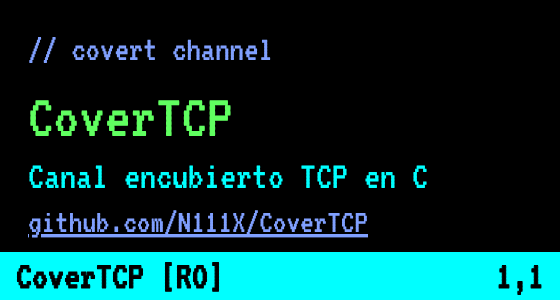 // covert channel
CoverTCP
Canal encubierto TCP en C
github.com/N111X/CoverTCP
CoverTCP [RO] 1,1